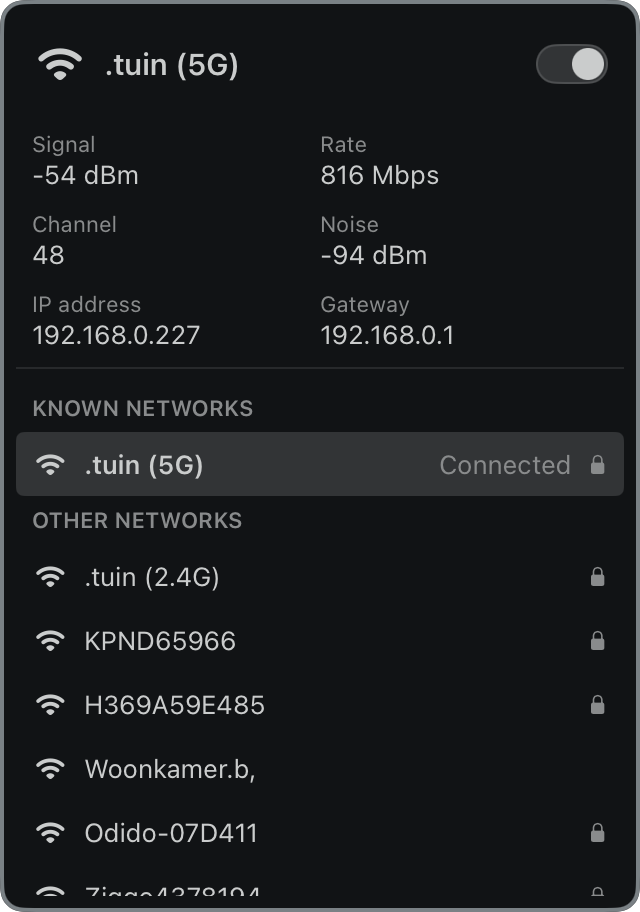 .tuin (5G)
Signal Rate
-54 dBm 816 Mbps
Channel Noise
48 -94 dBm
IP address Gateway
192.168.0.227 192.168.0.1
KNOWN NETWORKS
.tuin (5G) Connected
OTHER NETWORKS
.tuin (2.4G)
KPND65966
H369A59E485
Woonkamer.b,
Odido-07D411
Ziggo4378194